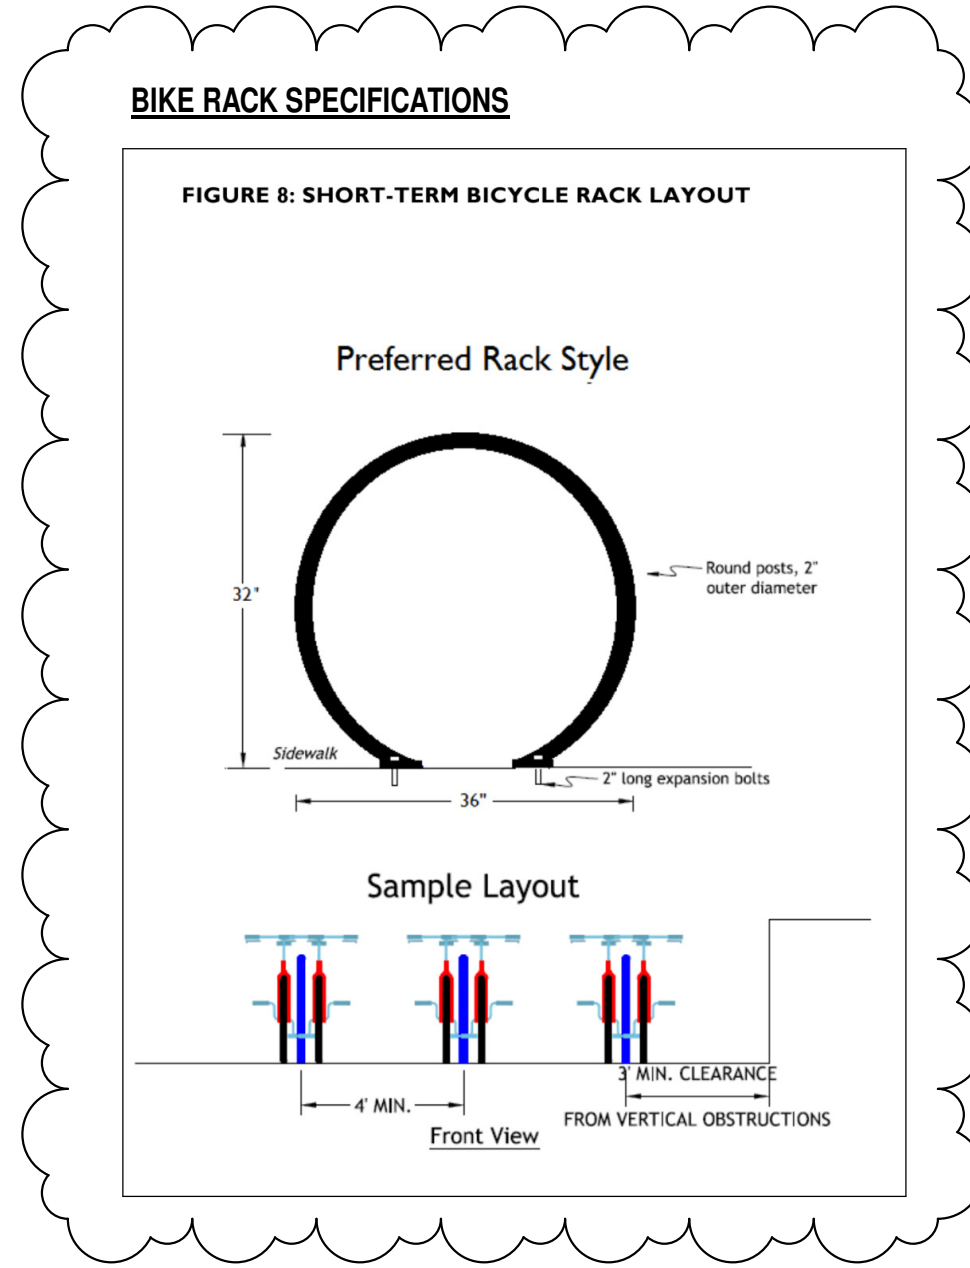 BIKE RACK SPECIFICATIONS
FIGURE 8: SHORT-TERM BICYCLE RACK LAYOUT
Preferred Rack Style
Round posts, 2"
outer diameter
32"
Sidewalk
2" long expansion bolts
36"
Sample Layout
3' MIN. CLEARANCE
4' MIN.
FROM VERTICAL OBSTRUCTIONS
Front View